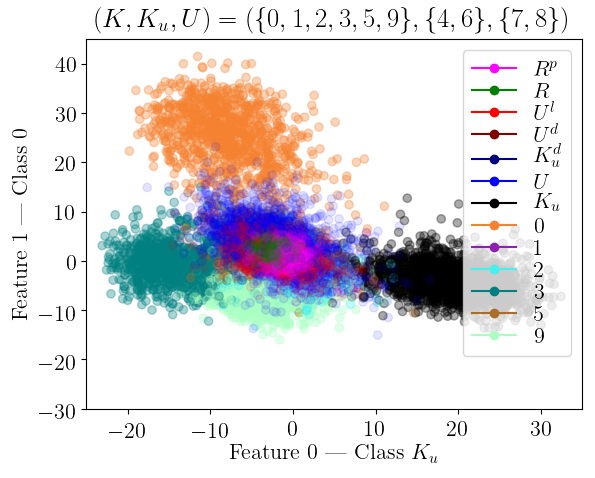 (K, K_u, U) = ({0, 1, 2, 3, 5, 9}, {4, 6}, {7, 8})
Feature 1 — Class 0
40
30
20
10
0
−10
−20
−30
R^p
R
U^l
U^d
K_u^d
U
K_u
0
1
2
3
5
9
−20
−10
0
10
20
30
Feature 0 — Class K_u